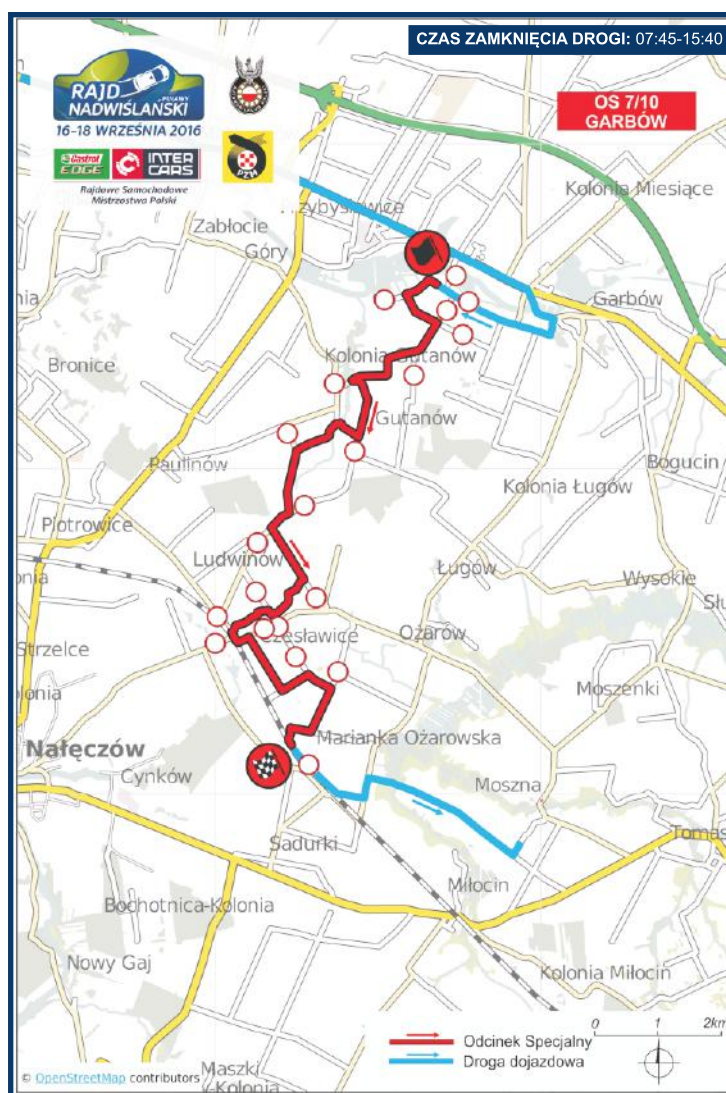 CZAS ZAMKNIĘCIA DROGI: 07:45-15:40
RAJD
PUŁAWY
NADWIŚLAŃSKI
16-18 WRZEŚNIA 2016
OS 7/10
GARBÓW
Castrol
EDGE
INTER
CARS
PZM
Rajdowe Samochodowe
Mistrzostwa Polski
Kolonia Miesiące
Zabłocie
Góry
Garbów
Bronice
Kolonia Gutanów
Gutanów
Paulinów
Bogucin
Kolonia Ługów
Piotrowice
Ludwinów
Ługów
Wysokie
Czesławice
Ożarów
Strzelce
Moszenki
Nałęczów
Marianka Ożarowska
Cynków
Moszna
Sadurki
Miłocin
Bochotnica-Kolonia
Nowy Gaj
Kolonia Miłocin
0 1 2km
Odcinek Specjalny
Droga dojazdowa
Maszki
-Kolonia
© OpenStreetMap contributors